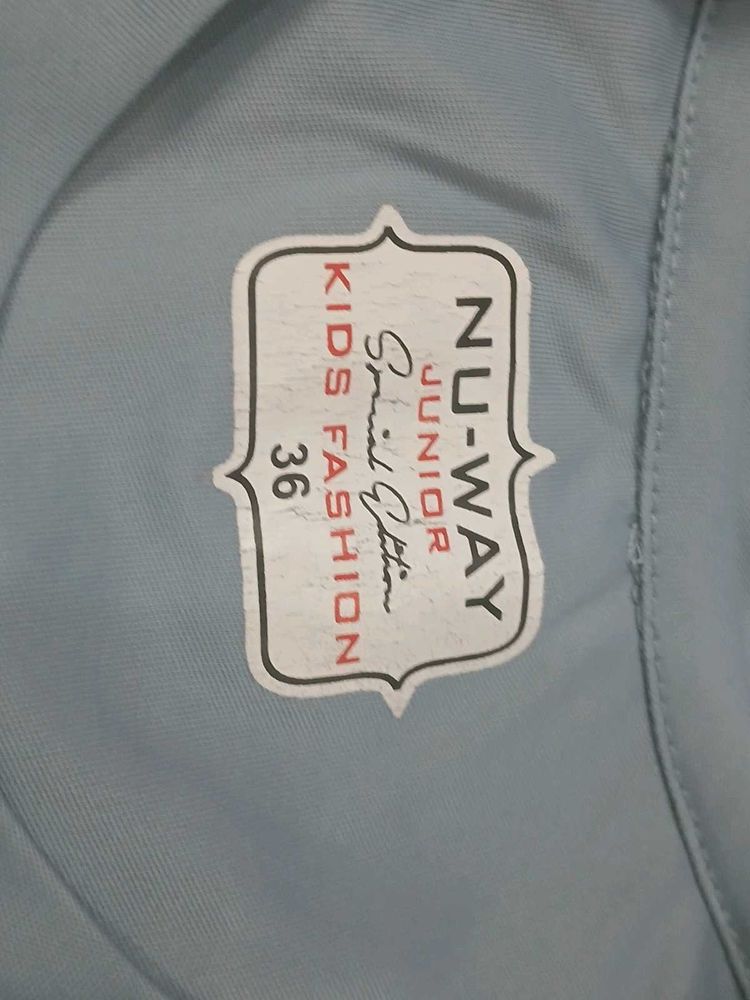 NU-WAY
JUNIOR
Special Edition
KIDS FASHION
36